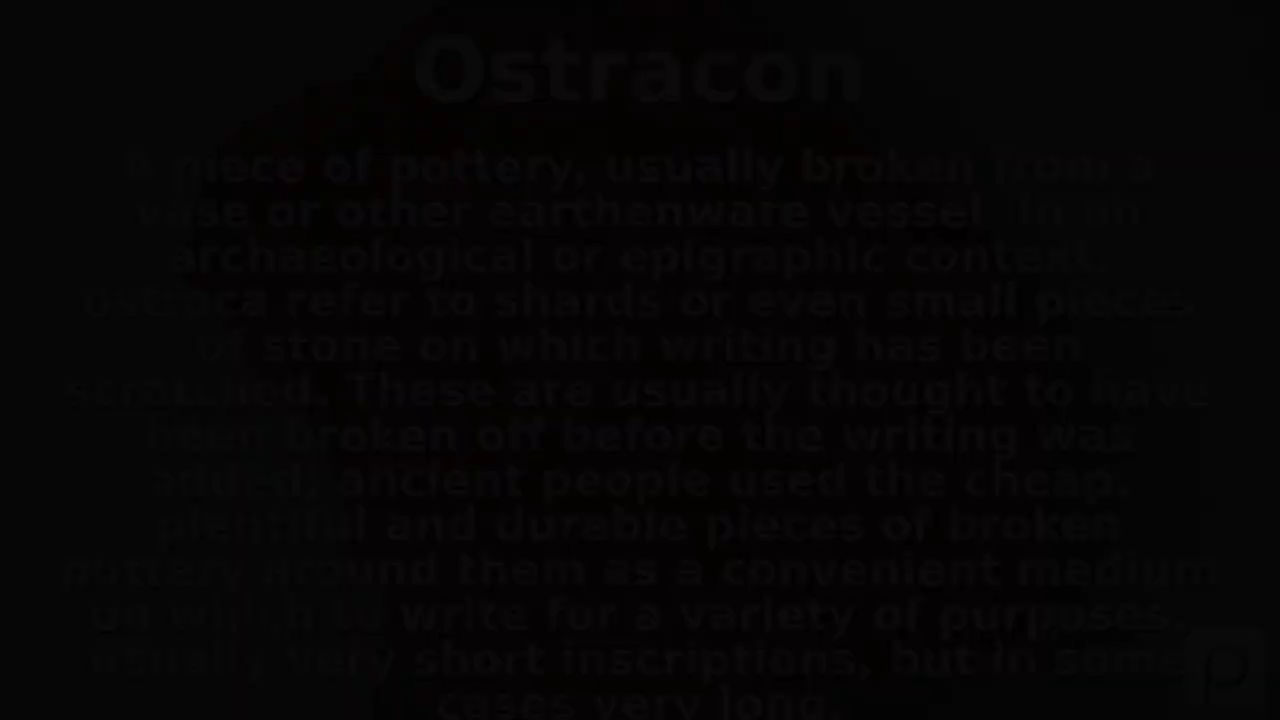 Ostracon
A piece of pottery, usually broken from a
vase or other earthenware vessel. In an
archaeological or epigraphic context,
ostraca refer to shards or even small pieces
of stone on which writing has been
scratched. These are usually thought to have
been broken off before the writing was
added; ancient people used the cheap,
plentiful and durable pieces of broken
pottery around them as a convenient medium
on which to write for a variety of purposes,
usually very short inscriptions, but in some
cases very long.